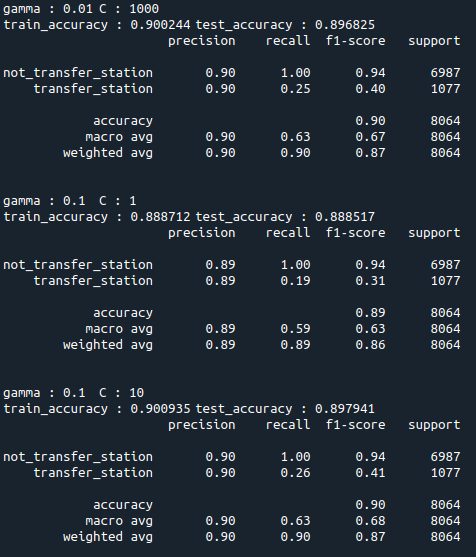 gamma : 0.01 C : 1000
train_accuracy : 0.900244 test_accuracy : 0.896825
precision recall f1-score support
not_transfer_station 0.90 1.00 0.94 6987
transfer_station 0.90 0.25 0.40 1077
accuracy 0.90 8064
macro avg 0.90 0.63 0.67 8064
weighted avg 0.90 0.90 0.87 8064
gamma : 0.1 C : 1
train_accuracy : 0.888712 test_accuracy : 0.888517
precision recall f1-score support
not_transfer_station 0.89 1.00 0.94 6987
transfer_station 0.89 0.19 0.31 1077
accuracy 0.89 8064
macro avg 0.89 0.59 0.63 8064
weighted avg 0.89 0.89 0.86 8064
gamma : 0.1 C : 10
train_accuracy : 0.900935 test_accuracy : 0.897941
precision recall f1-score support
not_transfer_station 0.90 1.00 0.94 6987
transfer_station 0.90 0.26 0.41 1077
accuracy 0.90 8064
macro avg 0.90 0.63 0.68 8064
weighted avg 0.90 0.90 0.87 8064